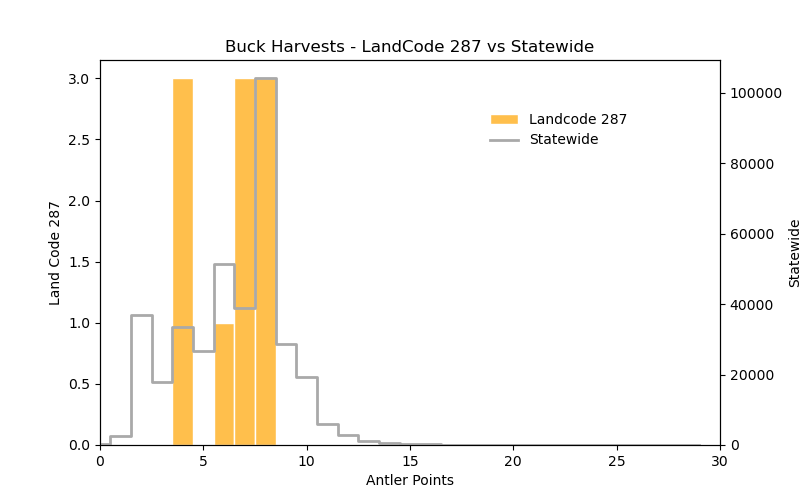 Buck Harvests - LandCode 287 vs Statewide
Land Code 287
3.0
2.5
2.0
1.5
1.0
0.5
0.0
Landcode 287
Statewide
100000
80000
60000
40000
20000
0
Statewide
0 5 10 15 20 25 30
Antler Points